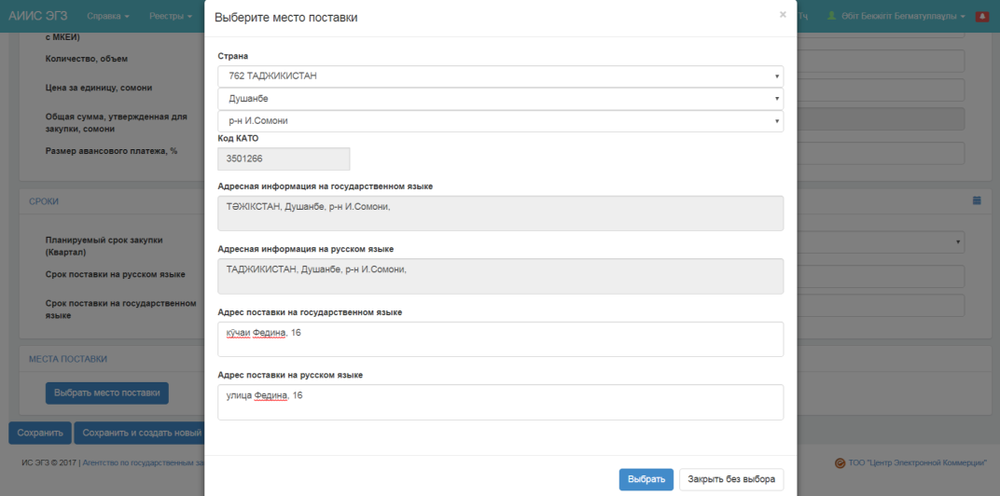 АИИС ЭГЗ Справка Реестры
Әбіт Бекжігіт Бегматуллаұлы
Выберите место поставки
×
с МКЕИ)
Количество, объем
Цена за единицу, сомони
Общая сумма, утвержденная для
закупки, сомони
Размер авансового платежа, %
Страна
762 ТАДЖИКИСТАН
Душанбе
р-н И.Сомони
Код КАТО
3501266
Адресная информация на государственном языке
ТӘЖІКСТАН, Душанбе, р-н И.Сомони,
Адресная информация на русском языке
ТАДЖИКИСТАН, Душанбе, р-н И.Сомони,
Адрес поставки на государственном языке
кӯчаи Федина, 16
Адрес поставки на русском языке
улица Федина, 16
СРОКИ
Планируемый срок закупки
(Квартал)
Срок поставки на русском языке
Срок поставки на государственном
языке
МЕСТА ПОСТАВКИ
Выбрать место поставки
Сохранить Сохранить и создать новый
ИС ЭГЗ © 2017 | Агентство по государственным
ТОО "Центр Электронной Коммерции"
Выбрать Закрыть без выбора